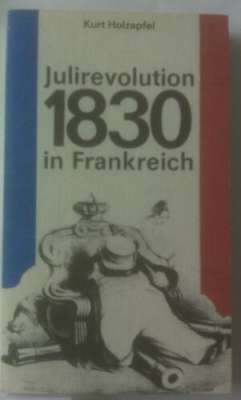 Kurt Holzapfel
Julirevolution
1830
in Frankreich